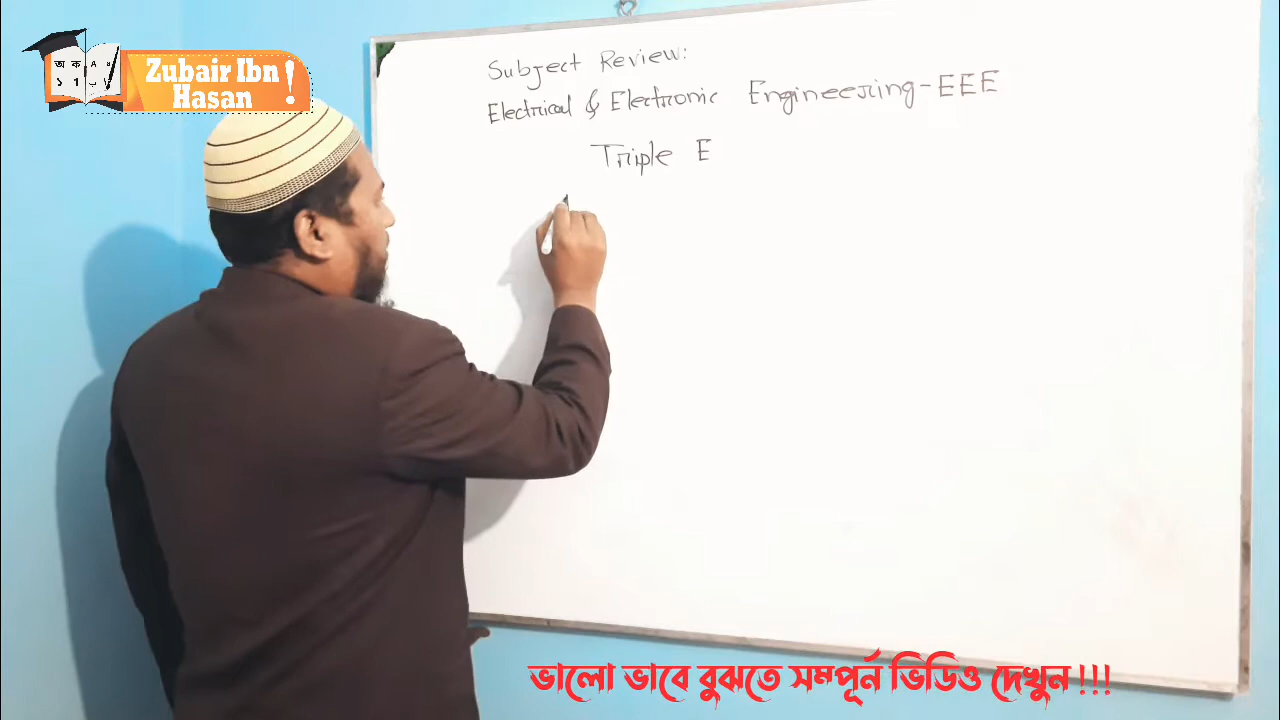 Zubair Ibn
Hasan !
Subject Review:
Electrical & Electronic Engineering-EEE
Triple E
ভালো ভাবে বুঝতে সম্পূর্ন ভিডিও দেখুন !!!